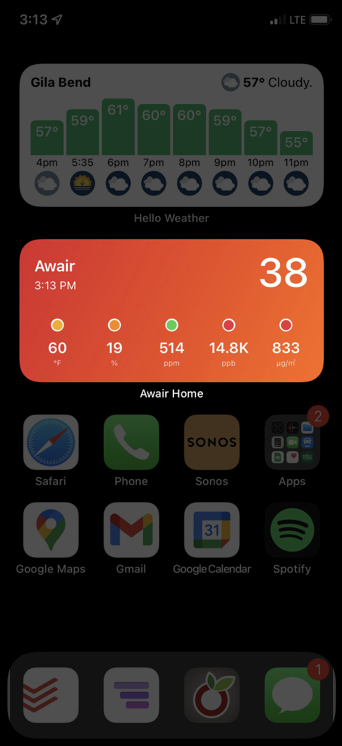 3:13 LTE
Gila Bend 57° Cloudy.
57° 59° 61° 60° 60° 59° 57° 55°
4pm 5:35 6pm 7pm 8pm 9pm 10pm 11pm
Hello Weather
Awair 38
3:13 PM
60 19 514 14.8K 833
°F % ppm ppb µg/m³
Awair Home
SONOS
2
Safari Phone Sonos Apps
31
Google Maps Gmail Google Calendar Spotify
1